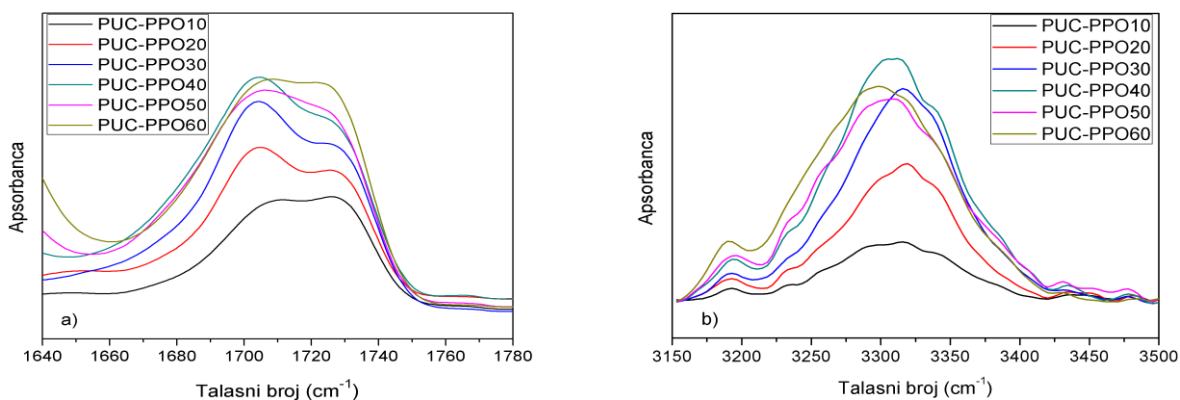 PUC-PPO10
PUC-PPO20
PUC-PPO30
PUC-PPO40
PUC-PPO50
PUC-PPO60
Apsorbanca
a)
1640 1660 1680 1700 1720 1740 1760 1780
Talasni broj (cm⁻¹)
PUC-PPO10
PUC-PPO20
PUC-PPO30
PUC-PPO40
PUC-PPO50
PUC-PPO60
Apsorbanca
b)
3150 3200 3250 3300 3350 3400 3450 3500
Talasni broj (cm⁻¹)